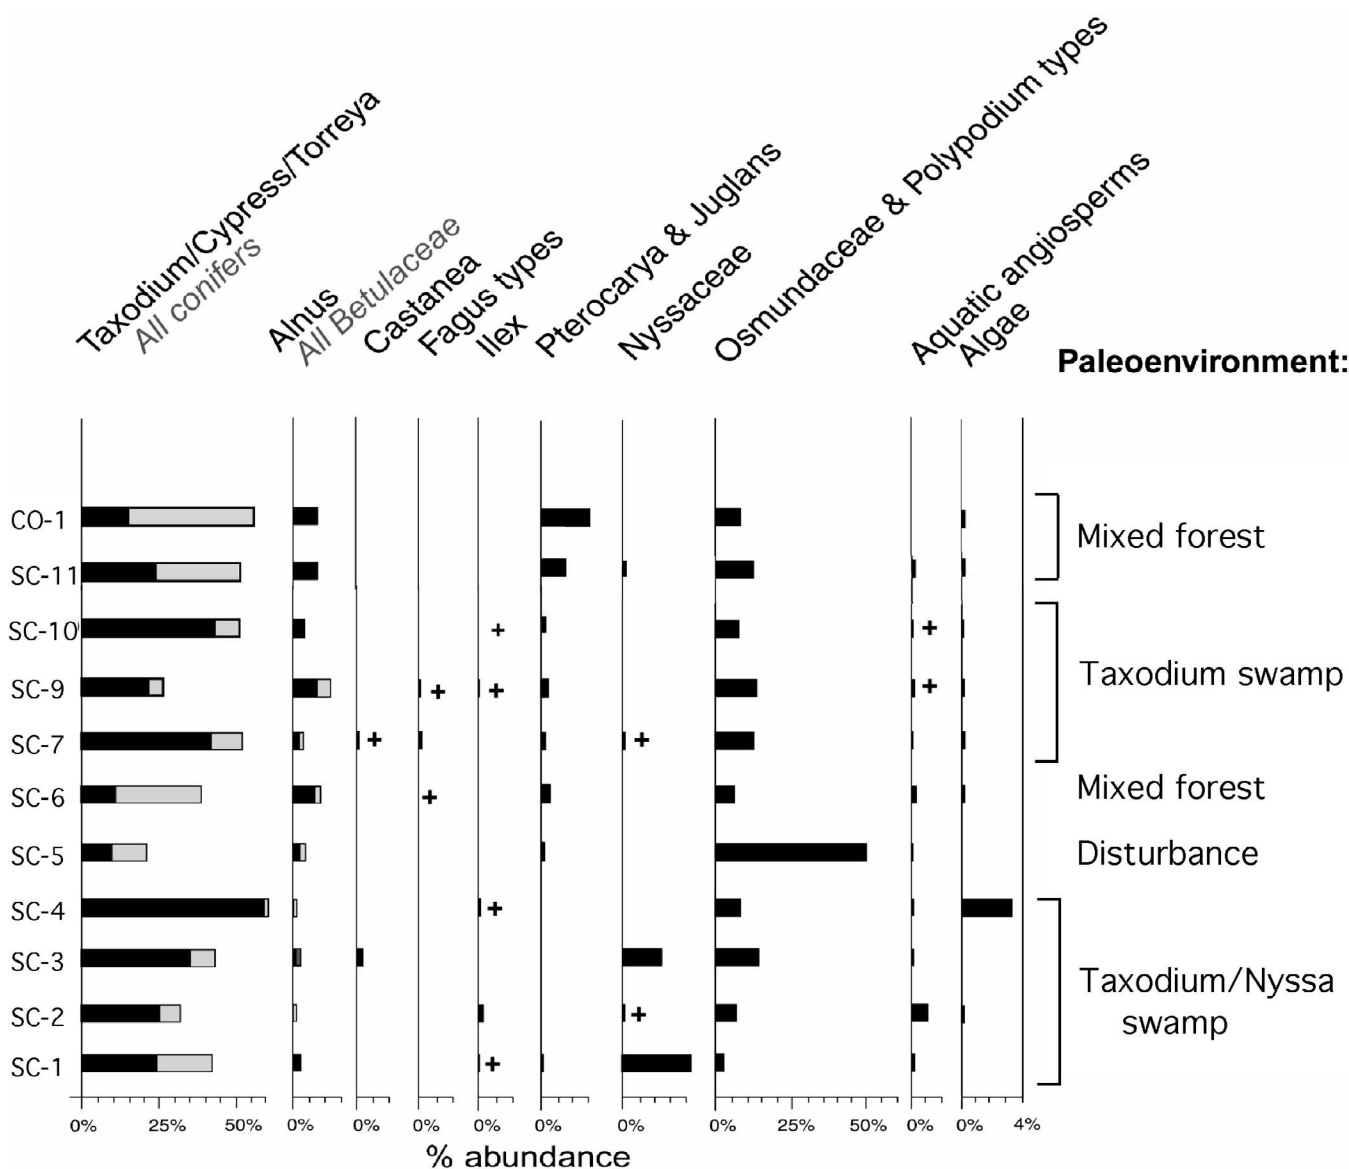 Taxodium/Cypress/Torreya
All conifers
Alnus
All Betulaceae
Castanea
Fagus types
Ilex
Pterocarya & Juglans
Nyssaceae
Osmundaceae & Polypodium types
Aquatic angiosperms
Algae
Paleoenvironment:
CO-1
Mixed forest
SC-11
SC-10
+
+
Taxodium swamp
SC-9
+
+
+
SC-7
+
+
SC-6
+
Mixed forest
SC-5
Disturbance
SC-4
+
SC-3
Taxodium/Nyssa
swamp
SC-2
+
SC-1
+
0% 25% 50% 0% 0% 0% 0% 0% 0% 0% 25% 50% 0% 0% 4%
% abundance